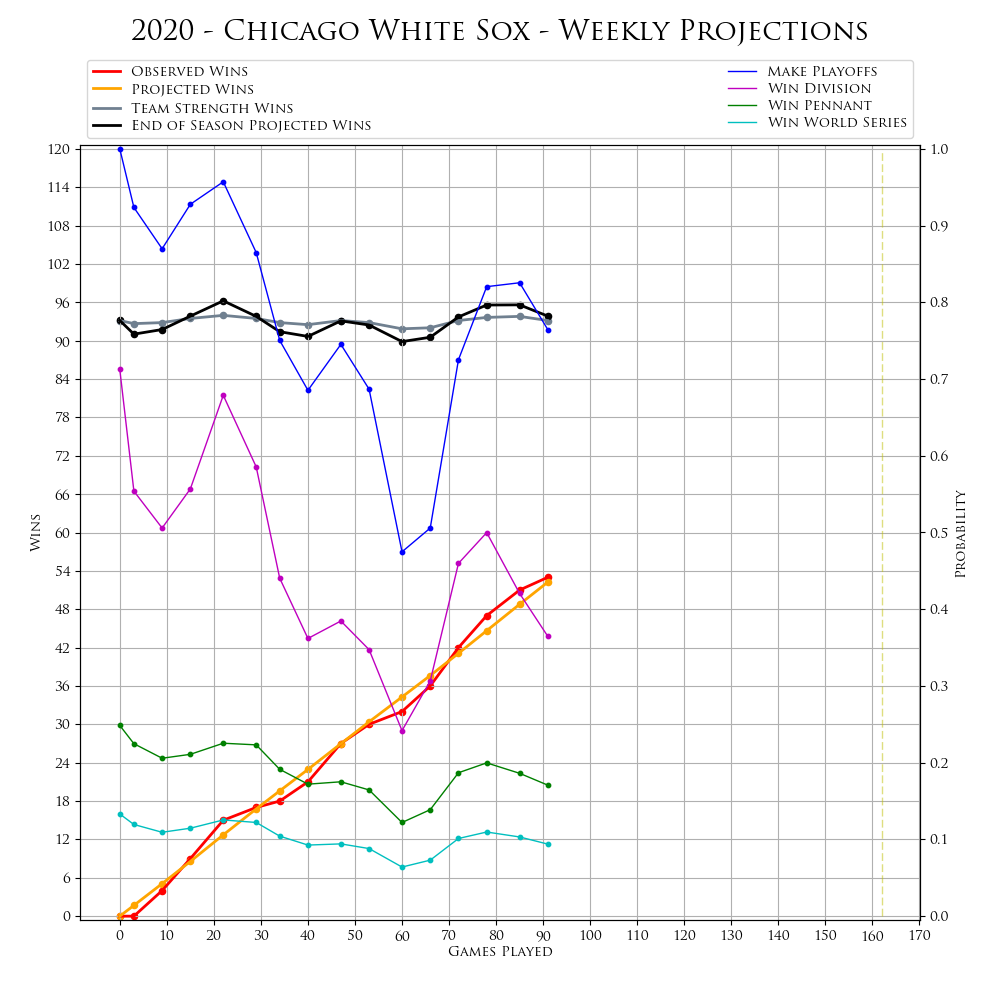 2020 - Chicago White Sox - Weekly Projections
Observed Wins
Projected Wins
Team Strength Wins
End of Season Projected Wins
Make Playoffs
Win Division
Win Pennant
Win World Series
120
114
108
102
96
90
84
78
72
66
60
54
48
42
36
30
24
18
12
6
0
Wins
1.0
0.9
0.8
0.7
0.6
0.5
0.4
0.3
0.2
0.1
0.0
Probability
0 10 20 30 40 50 60 70 80 90 100 110 120 130 140 150 160 170
Games Played